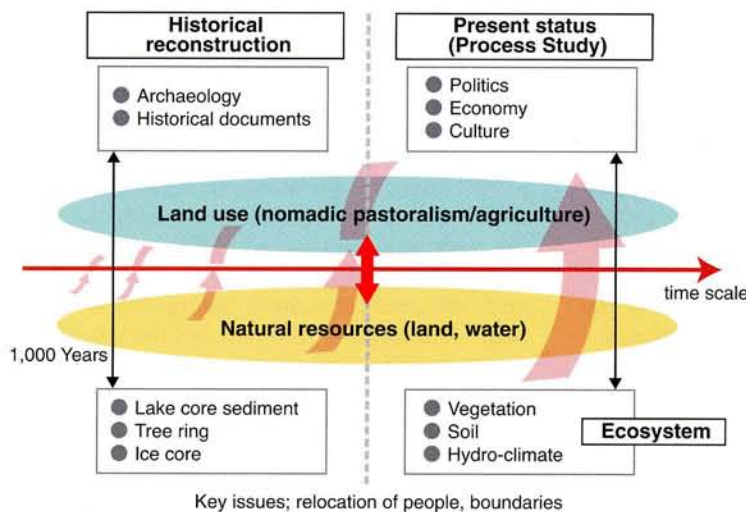 Historical
reconstruction
Present status
(Process Study)
Archaeology
Historical documents
Politics
Economy
Culture
Land use (nomadic pastoralism/agriculture)
time scale
Natural resources (land, water)
1,000 Years
Lake core sediment
Tree ring
Ice core
Vegetation
Soil
Hydro-climate
Ecosystem
Key issues; relocation of people, boundaries